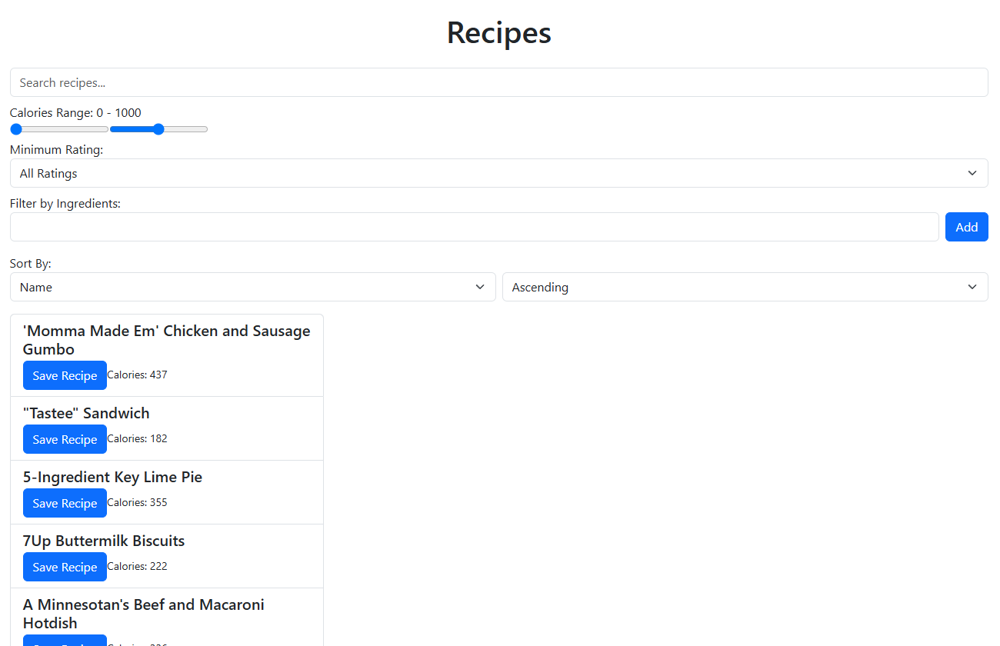 Recipes
Search recipes...
Calories Range: 0 - 1000
Minimum Rating:
All Ratings
Filter by Ingredients:
Add
Sort By:
Name
Ascending
'Momma Made Em' Chicken and Sausage
Gumbo
Save Recipe Calories: 437
"Tastee" Sandwich
Save Recipe Calories: 182
5-Ingredient Key Lime Pie
Save Recipe Calories: 355
7Up Buttermilk Biscuits
Save Recipe Calories: 222
A Minnesotan's Beef and Macaroni
Hotdish